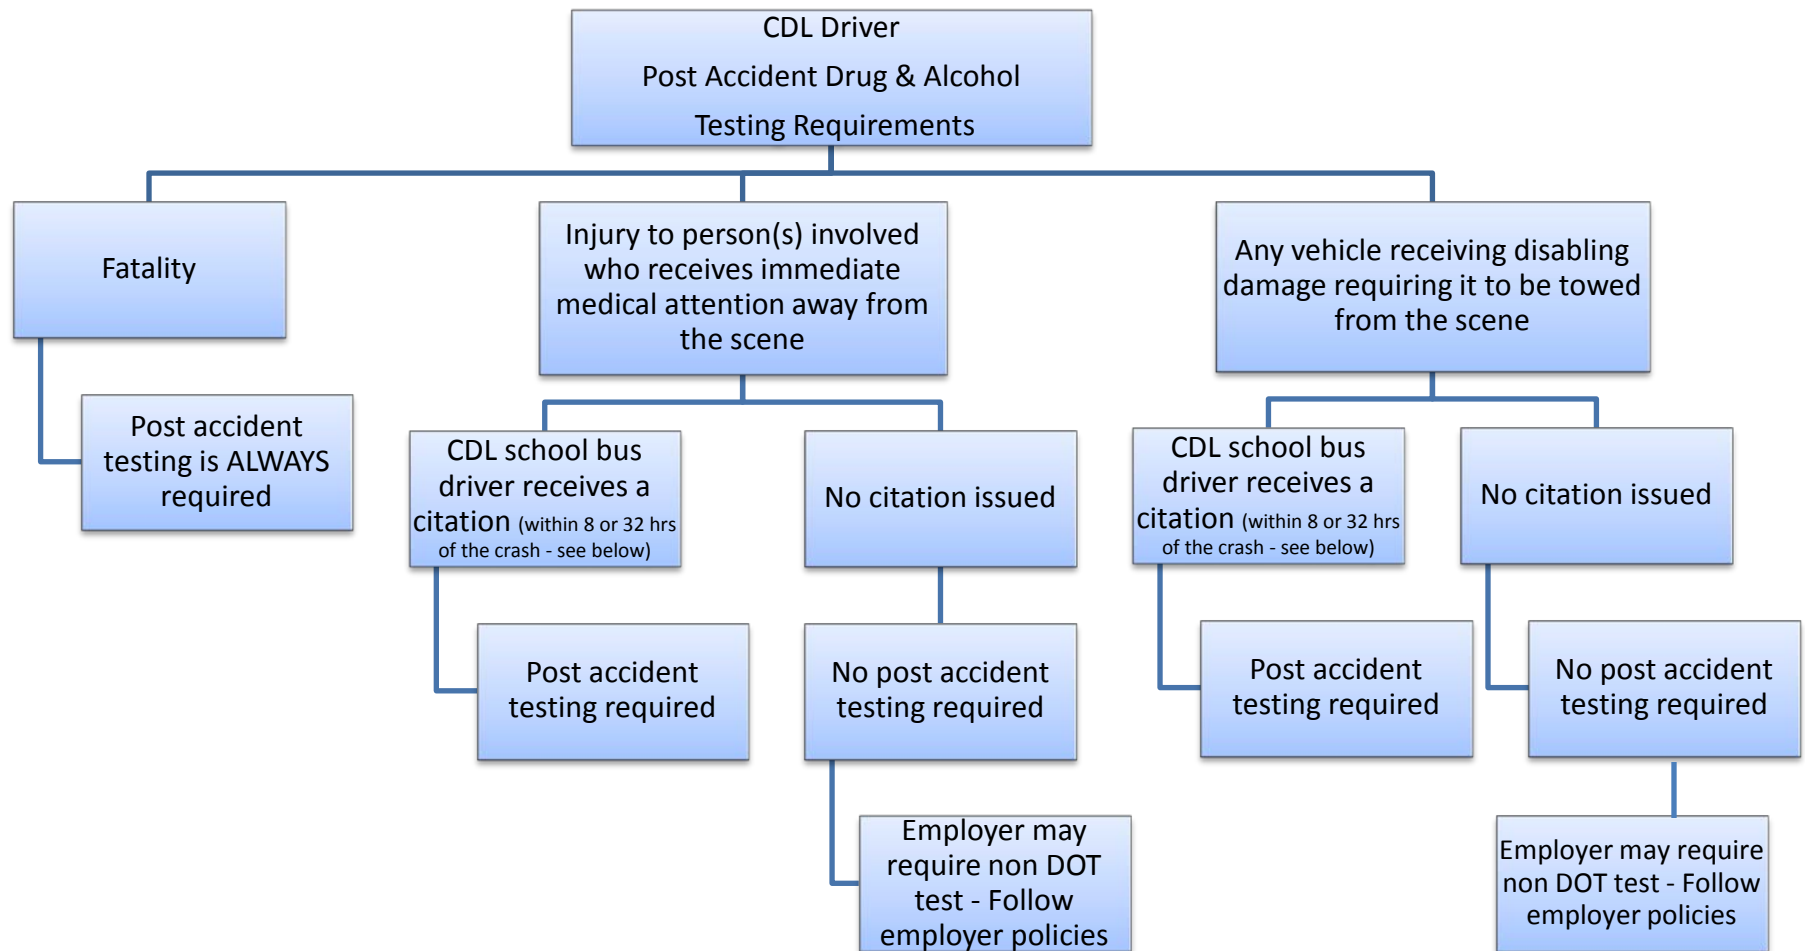 CDL Driver
Post Accident Drug & Alcohol
Testing Requirements
Fatality
Post accident
testing is ALWAYS
required
Injury to person(s) involved
who receives immediate
medical attention away from
the scene
CDL school bus
driver receives a
citation (within 8 or 32 hrs
of the crash - see below)
Post accident
testing required
No citation issued
No post accident
testing required
Employer may
require non DOT
test - Follow
employer policies
Any vehicle receiving disabling
damage requiring it to be towed
from the scene
CDL school bus
driver receives a
citation (within 8 or 32 hrs
of the crash - see below)
Post accident
testing required
No citation issued
No post accident
testing required
Employer may require
non DOT test - Follow
employer policies